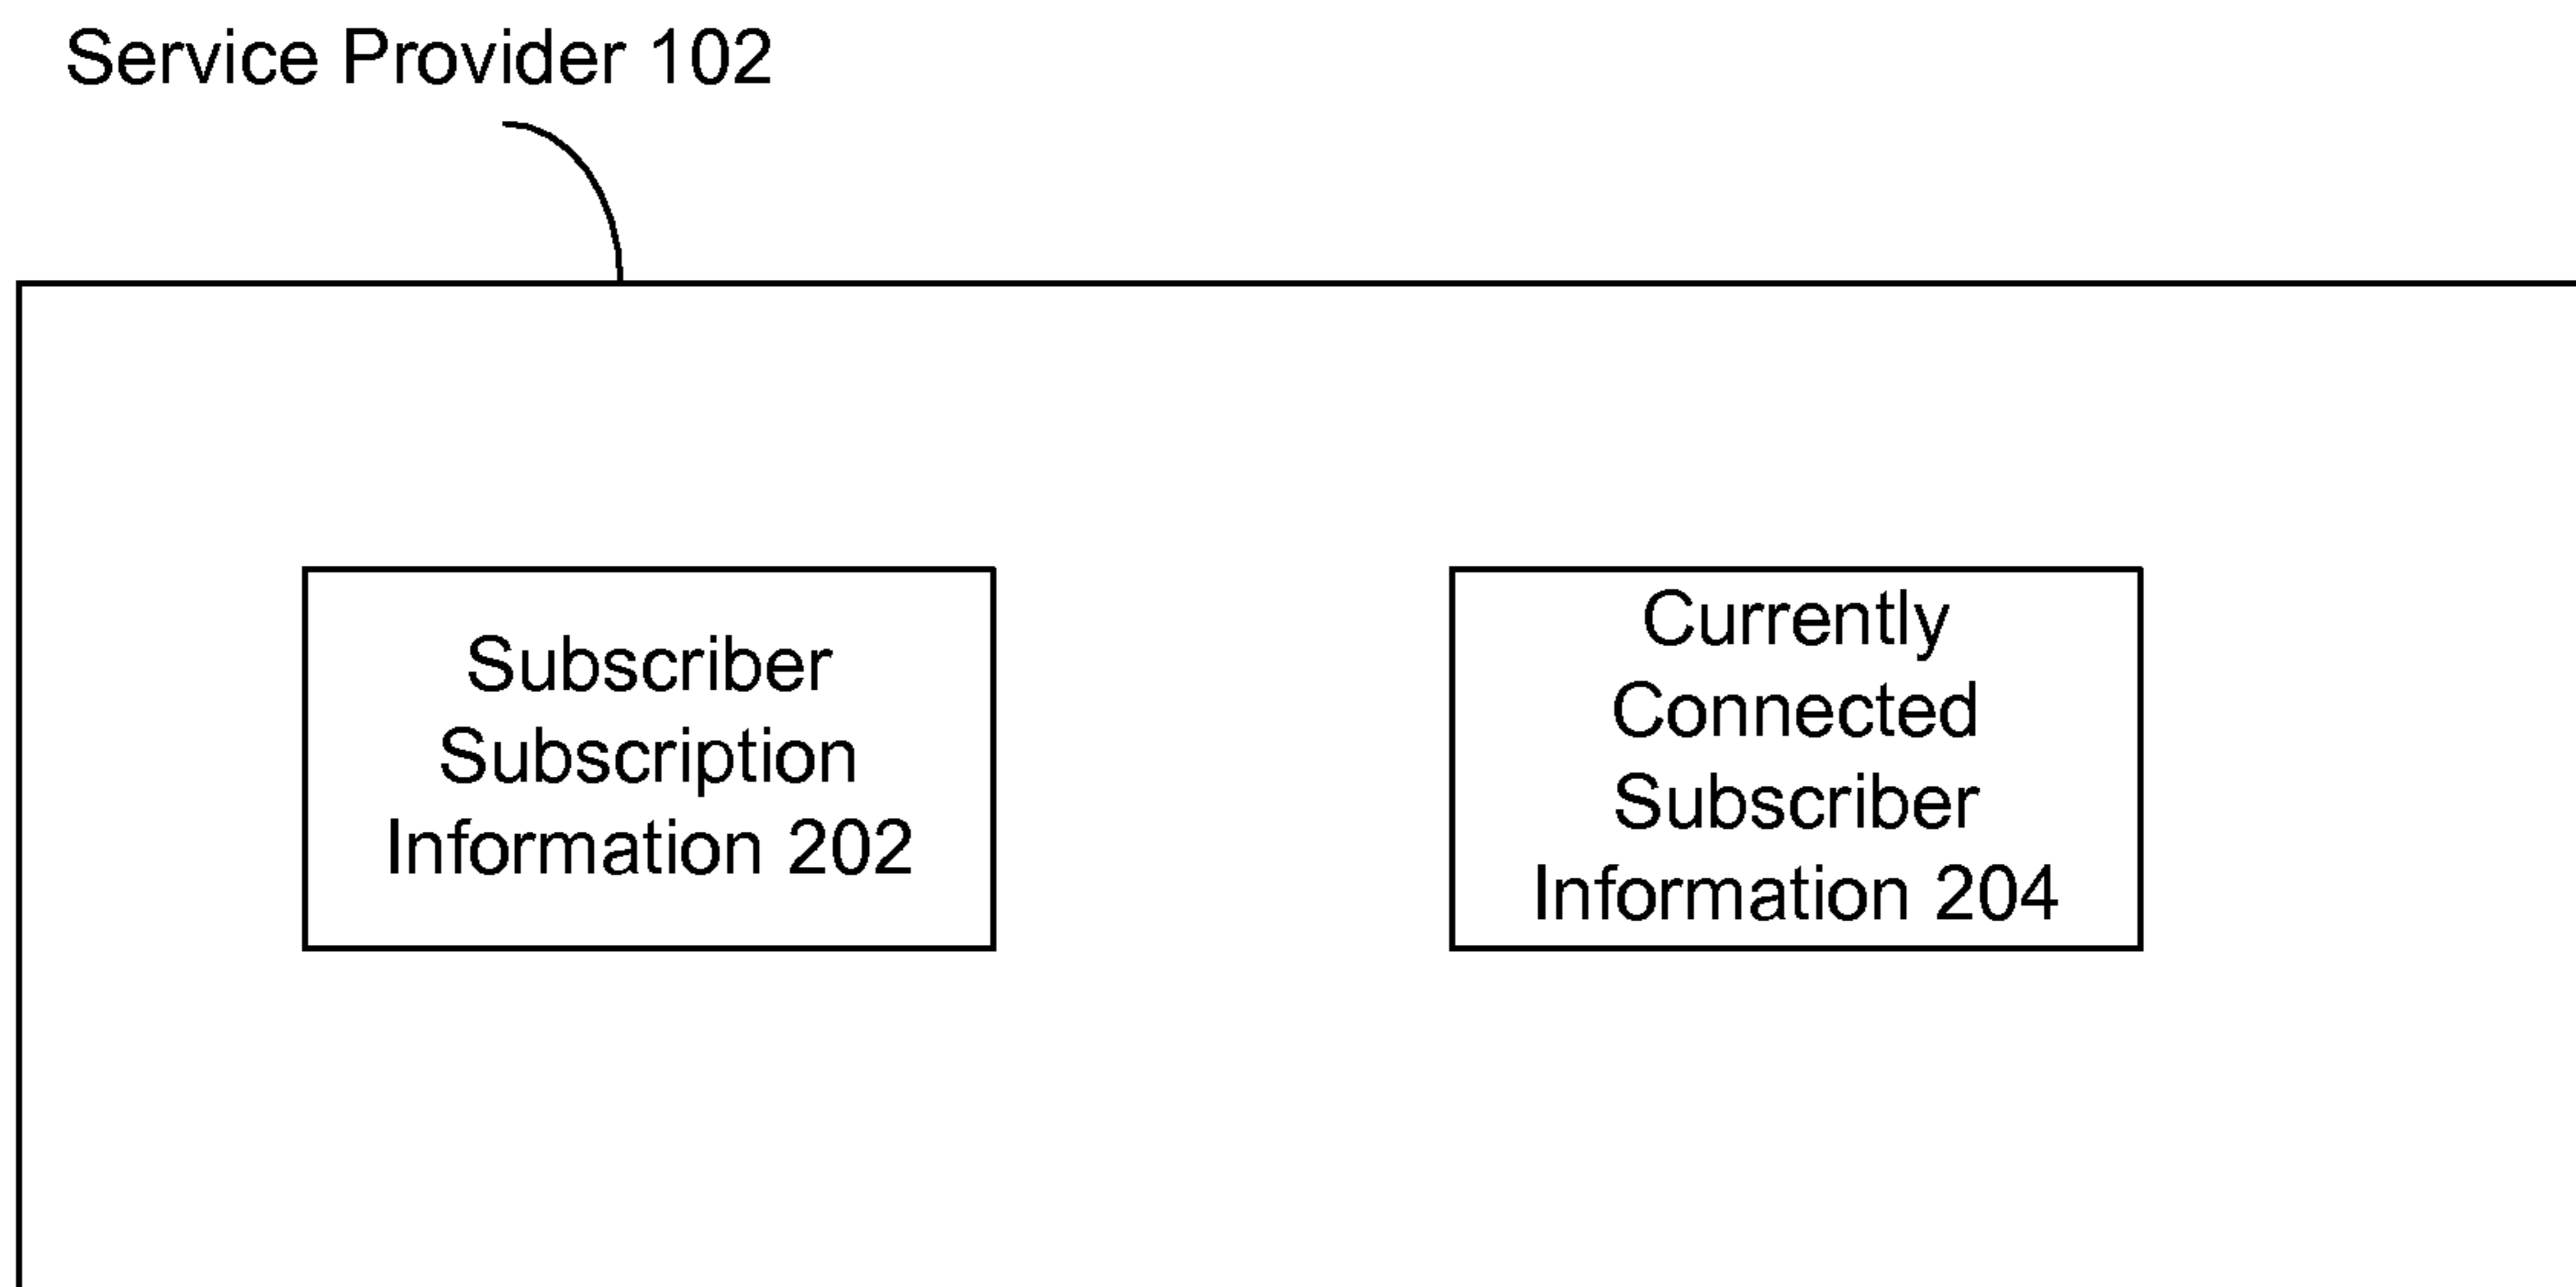 Service Provider 102
Subscriber
Subscription
Information 202
Currently
Connected
Subscriber
Information 204